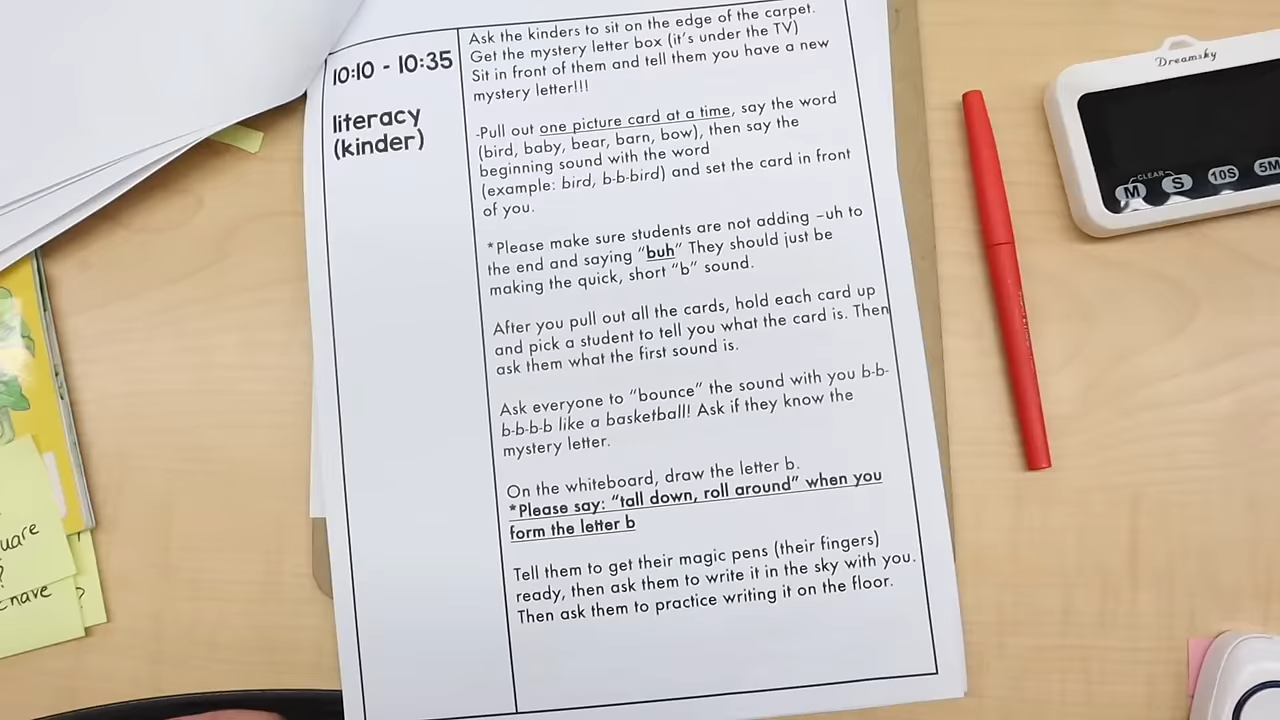 10:10 - 10:35
literacy
(kinder)
Ask the kinders to sit on the edge of the carpet.
Get the mystery letter box (it's under the TV)
Sit in front of them and tell them you have a new
mystery letter!!!
-Pull out one picture card at a time, say the word
(bird, baby, bear, barn, bow), then say the
beginning sound with the word
(example: bird, b-b-bird) and set the card in front
of you.
*Please make sure students are not adding –uh to
the end and saying "buh" They should just be
making the quick, short "b" sound.
After you pull out all the cards, hold each card up
and pick a student to tell you what the card is. Then
ask them what the first sound is.
Ask everyone to "bounce" the sound with you b-b-
b-b-b-b like a basketball! Ask if they know the
mystery letter.
On the whiteboard, draw the letter b.
*Please say: "tall down, roll around" when you
form the letter b
Tell them to get their magic pens (their fingers)
ready, then ask them to write it in the sky with you.
Then ask them to practice writing it on the floor.
Dreamsky
CLEAR
M S 10S 5M
uare
?
have
?